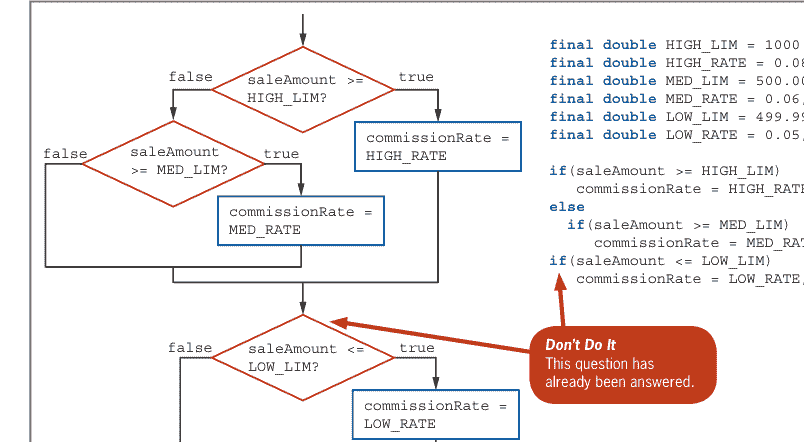 false
saleAmount >=
HIGH_LIM?
true
commissionRate =
HIGH_RATE
false
saleAmount
>= MED_LIM?
true
commissionRate =
MED_RATE
false
saleAmount <=
LOW_LIM?
true
commissionRate =
LOW_RATE
final double HIGH_LIM = 1000
final double HIGH_RATE = 0.08
final double MED_LIM = 500.00
final double MED_RATE = 0.06,
final double LOW_LIM = 499.99
final double LOW_RATE = 0.05,
if(saleAmount >= HIGH_LIM)
commissionRate = HIGH_RATE
else
if(saleAmount >= MED_LIM)
commissionRate = MED_RAT
if(saleAmount <= LOW_LIM)
commissionRate = LOW_RATE,
Don't Do It
This question has
already been answered.